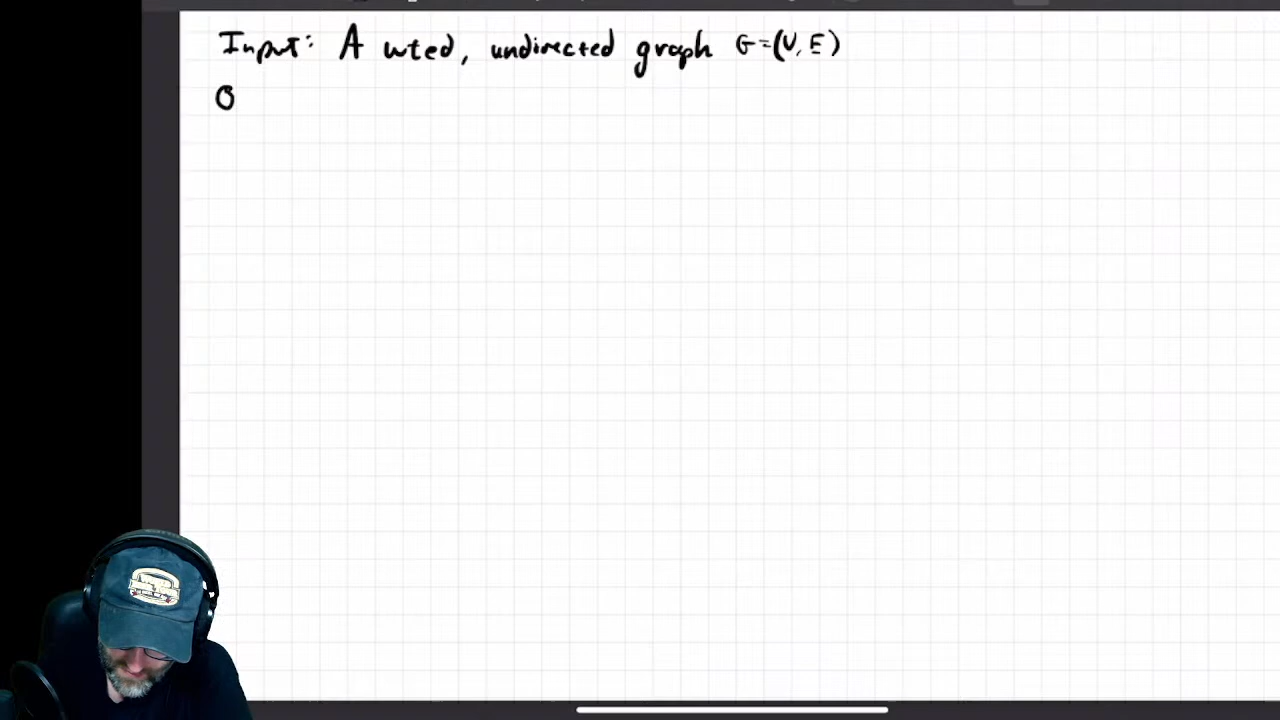 Input: A wted, undirected graph G=(V, E)
O